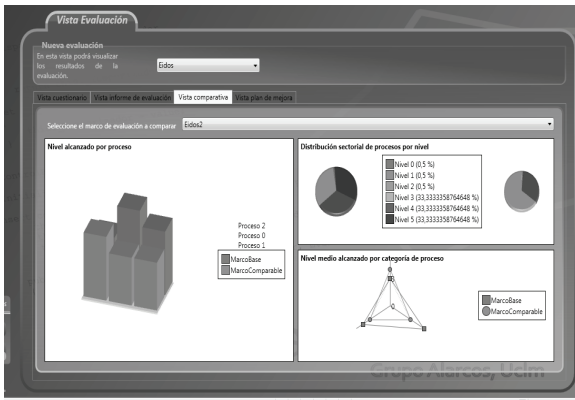 Vista Evaluación
Nueva evaluación
En esta vista podrá visualizar
los resultados de la
evaluación.
Eidos
Vista cuestionario Vista informe de evaluación Vista comparativa Vista plan de mejora
Seleccione el marco de evaluación a comparar Eidos2
Nivel alcanzado por proceso
Proceso 2
Proceso 0
Proceso 1
MarcoBase
MarcoComparable
Distribución sectorial de procesos por nivel
Nivel 0 (0,5 %)
Nivel 1 (0,5 %)
Nivel 2 (0,5 %)
Nivel 3 (33,3333358764648 %)
Nivel 4 (33,3333358764648 %)
Nivel 5 (33,3333358764648 %)
Nivel medio alcanzado por categoría de proceso
MarcoBase
MarcoComparable
Grupo Alarcos, Uclm